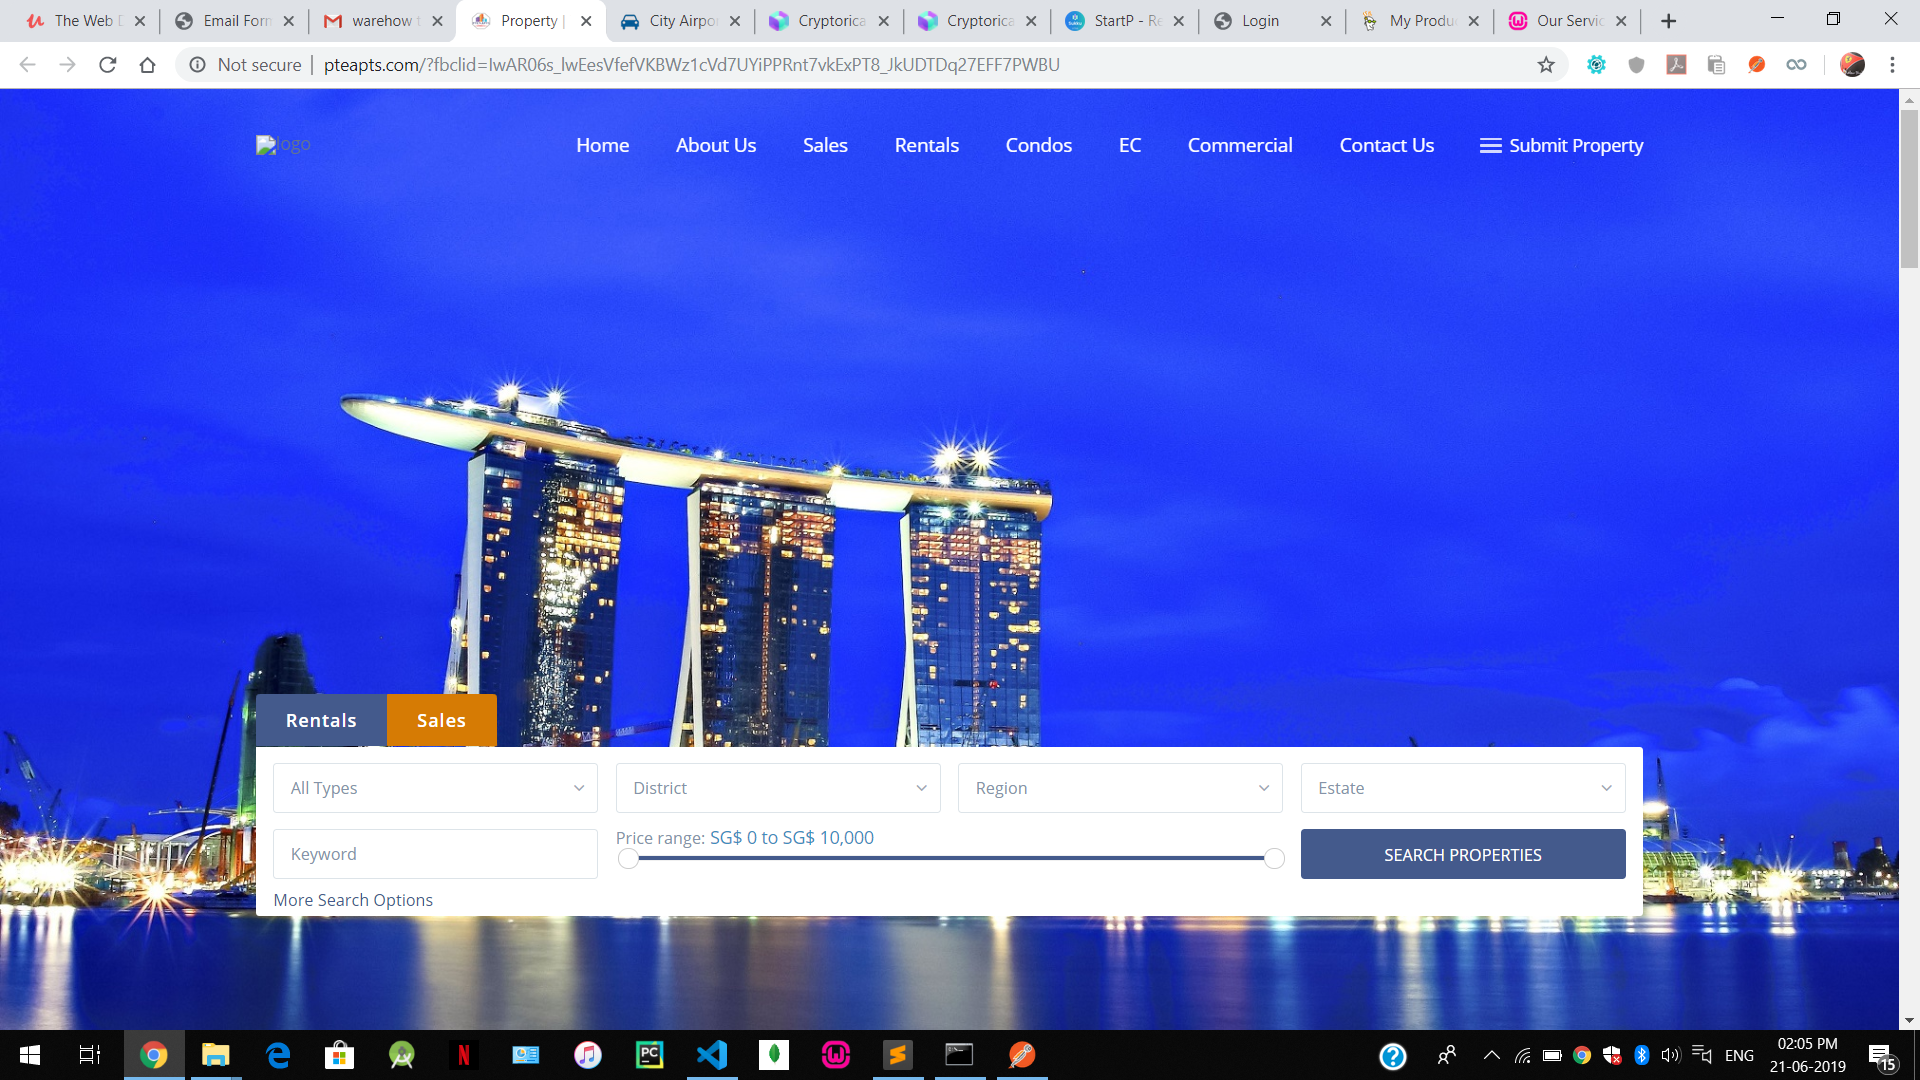 The Web D
Email Forn
warehow t
Property |
City Airpo
Cryptorica
Cryptorica
StartP - Re
Login
My Produ
Our Servic
Not secure
pteapts.com/?fbclid=IwAR06s_lwEesVfefVKBWz1cVd7UYiPPRnt7vkExPT8_JkUDTDq27EFF7PWBU
logo
Home
About Us
Sales
Rentals
Condos
EC
Commercial
Contact Us
Submit Property
Rentals
Sales
All Types
District
Region
Estate
Keyword
Price range: SG$ 0 to SG$ 10,000
SEARCH PROPERTIES
More Search Options
ENG
02:05 PM
21-06-2019
15